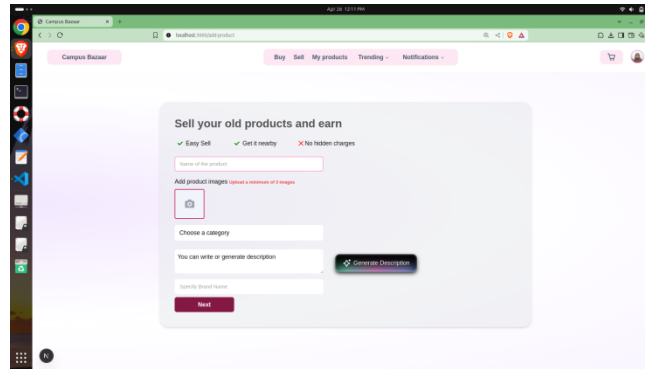 Apr 28 12:11 PM
Campus Bazaar
localhost:3000/add-product
Campus Bazaar Buy Sell My products Trending Notifications
Sell your old products and earn
Easy Sell Get it nearby No hidden charges
Name of the product
Add product images Upload a minimum of 3 images
Choose a category
You can write or generate description
Generate Description
Specify Brand Name
Next
N